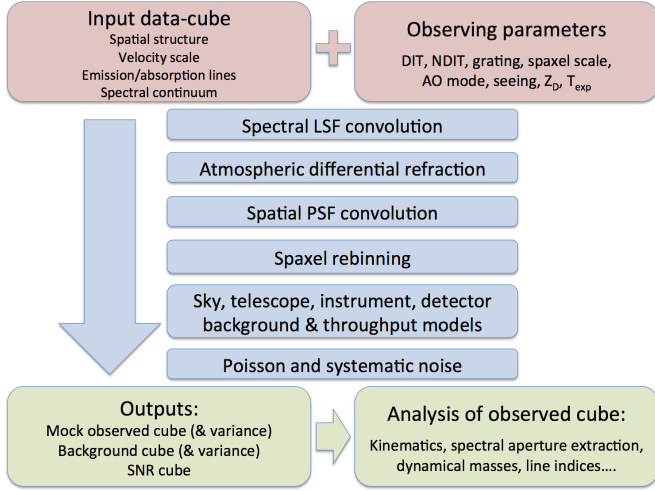 Input data-cube
Spatial structure
Velocity scale
Emission/absorption lines
Spectral continuum
Observing parameters
DIT, NDIT, grating, spaxel scale,
AO mode, seeing, Z_D, T_exp
Spectral LSF convolution
Atmospheric differential refraction
Spatial PSF convolution
Spaxel rebinning
Sky, telescope, instrument, detector
background & throughput models
Poisson and systematic noise
Outputs:
Mock observed cube (& variance)
Background cube (& variance)
SNR cube
Analysis of observed cube:
Kinematics, spectral aperture extraction,
dynamical masses, line indices....